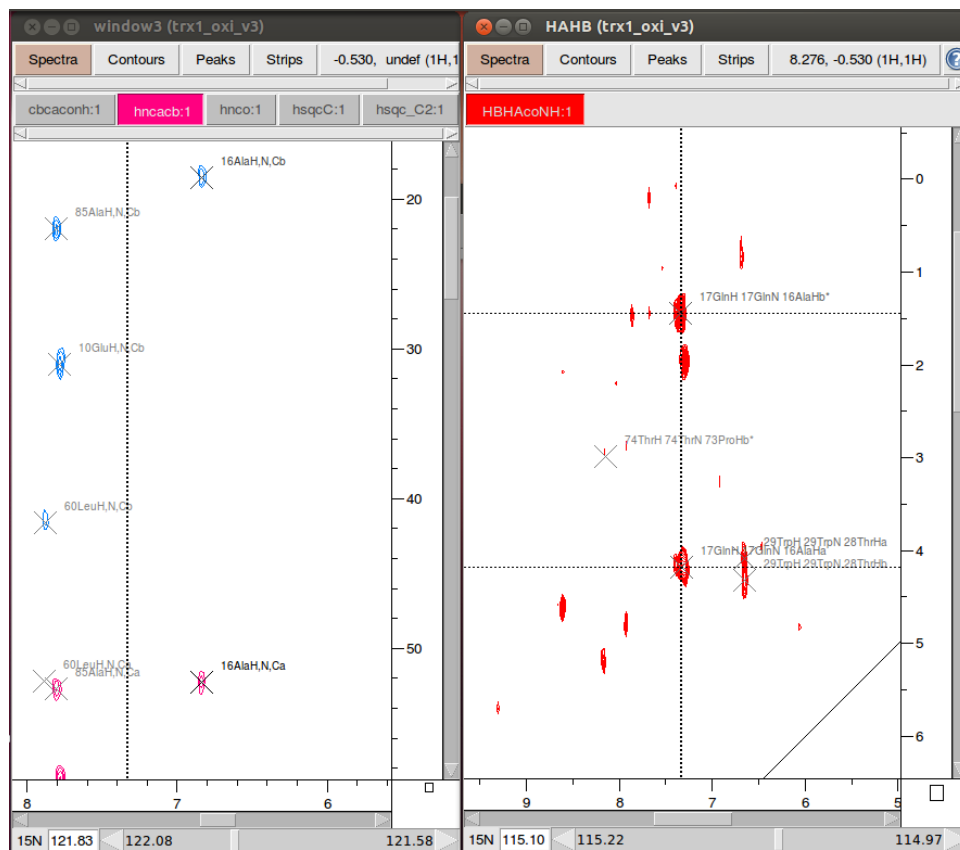 window3 (trx1_oxi_v3)
Spectra Contours Peaks Strips -0.530, undef (1H,1
cbcaconh:1 hncacb:1 hnco:1 hsqcC:1 hsqc_C2:1
16AlaH,N,Cb
20
85AlaH,N,Cb
10GluH,N,Cb
30
40
60LeuH,N,Cb
50
60LeuH,N,Ca
85AlaH,N,Ca
16AlaH,N,Ca
8 7 6
15N 121.83 122.08 121.58
HAHB (trx1_oxi_v3)
Spectra Contours Peaks Strips 8.276, -0.530 (1H,1H) ?
HBHAcoNH:1
0
1
17GlnH 17GlnN 16AlaHb*
2
74ThrH 74ThrN 73ProHb*
3
29TrpH 29TrpN 28ThrHa
4
17GlnH 17GlnN 16AlaHa
29TrpH 29TrpN 28ThrHb
5
6
9 8 7 6 5
15N 115.10 115.22 114.97